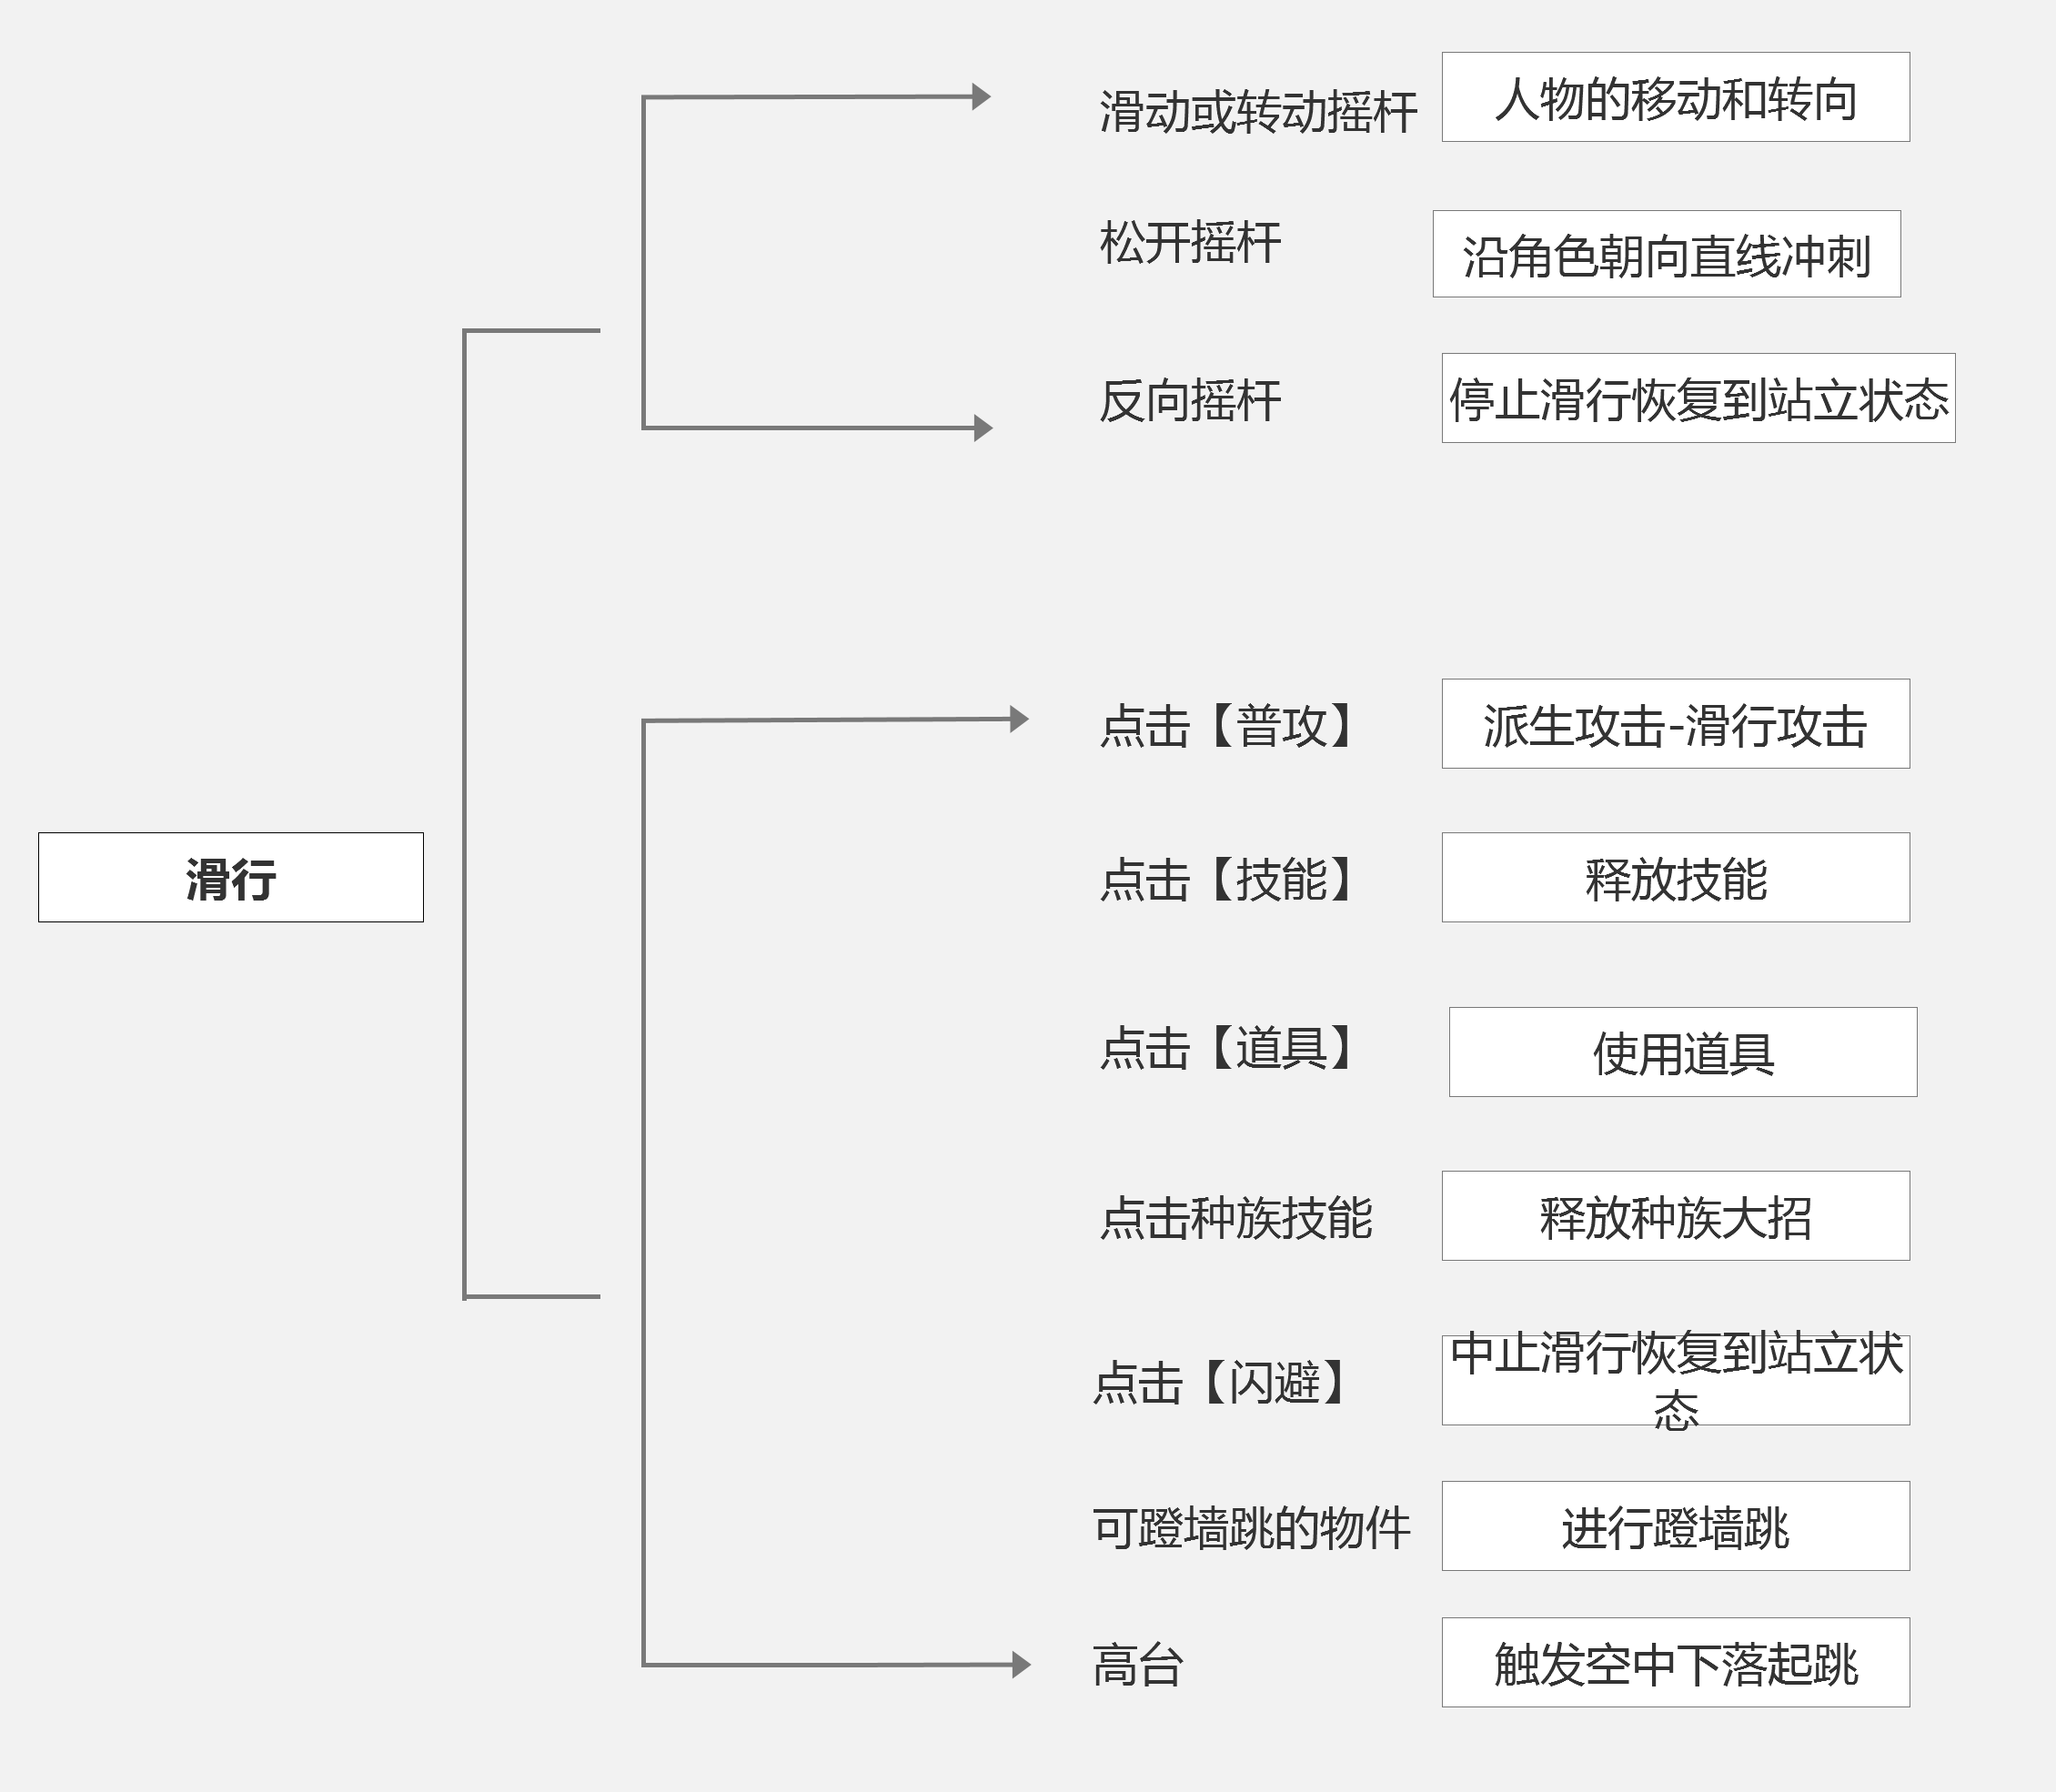 滑动或转动摇杆
人物的移动和转向
松开摇杆
沿角色朝向直线冲刺
反向摇杆
停止滑行恢复到站立状态
点击【普攻】
派生攻击-滑行攻击
滑行
点击【技能】
释放技能
点击【道具】
使用道具
点击种族技能
释放种族大招
点击【闪避】
中止滑行恢复到站立状
态
可蹬墙跳的物件
进行蹬墙跳
高台
触发空中下落起跳